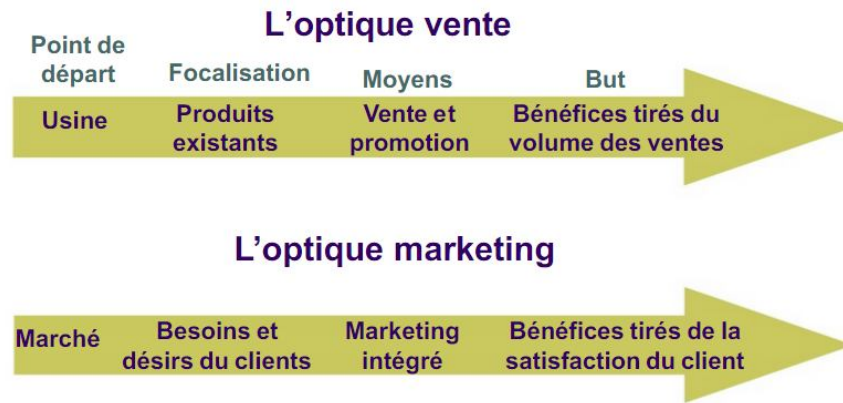 L'optique vente
Point de
départ
Focalisation
Moyens
But
Usine
Produits
existants
Vente et
promotion
Bénéfices tirés du
volume des ventes
L'optique marketing
Marché
Besoins et
désirs du clients
Marketing
intégré
Bénéfices tirés de la
satisfaction du client